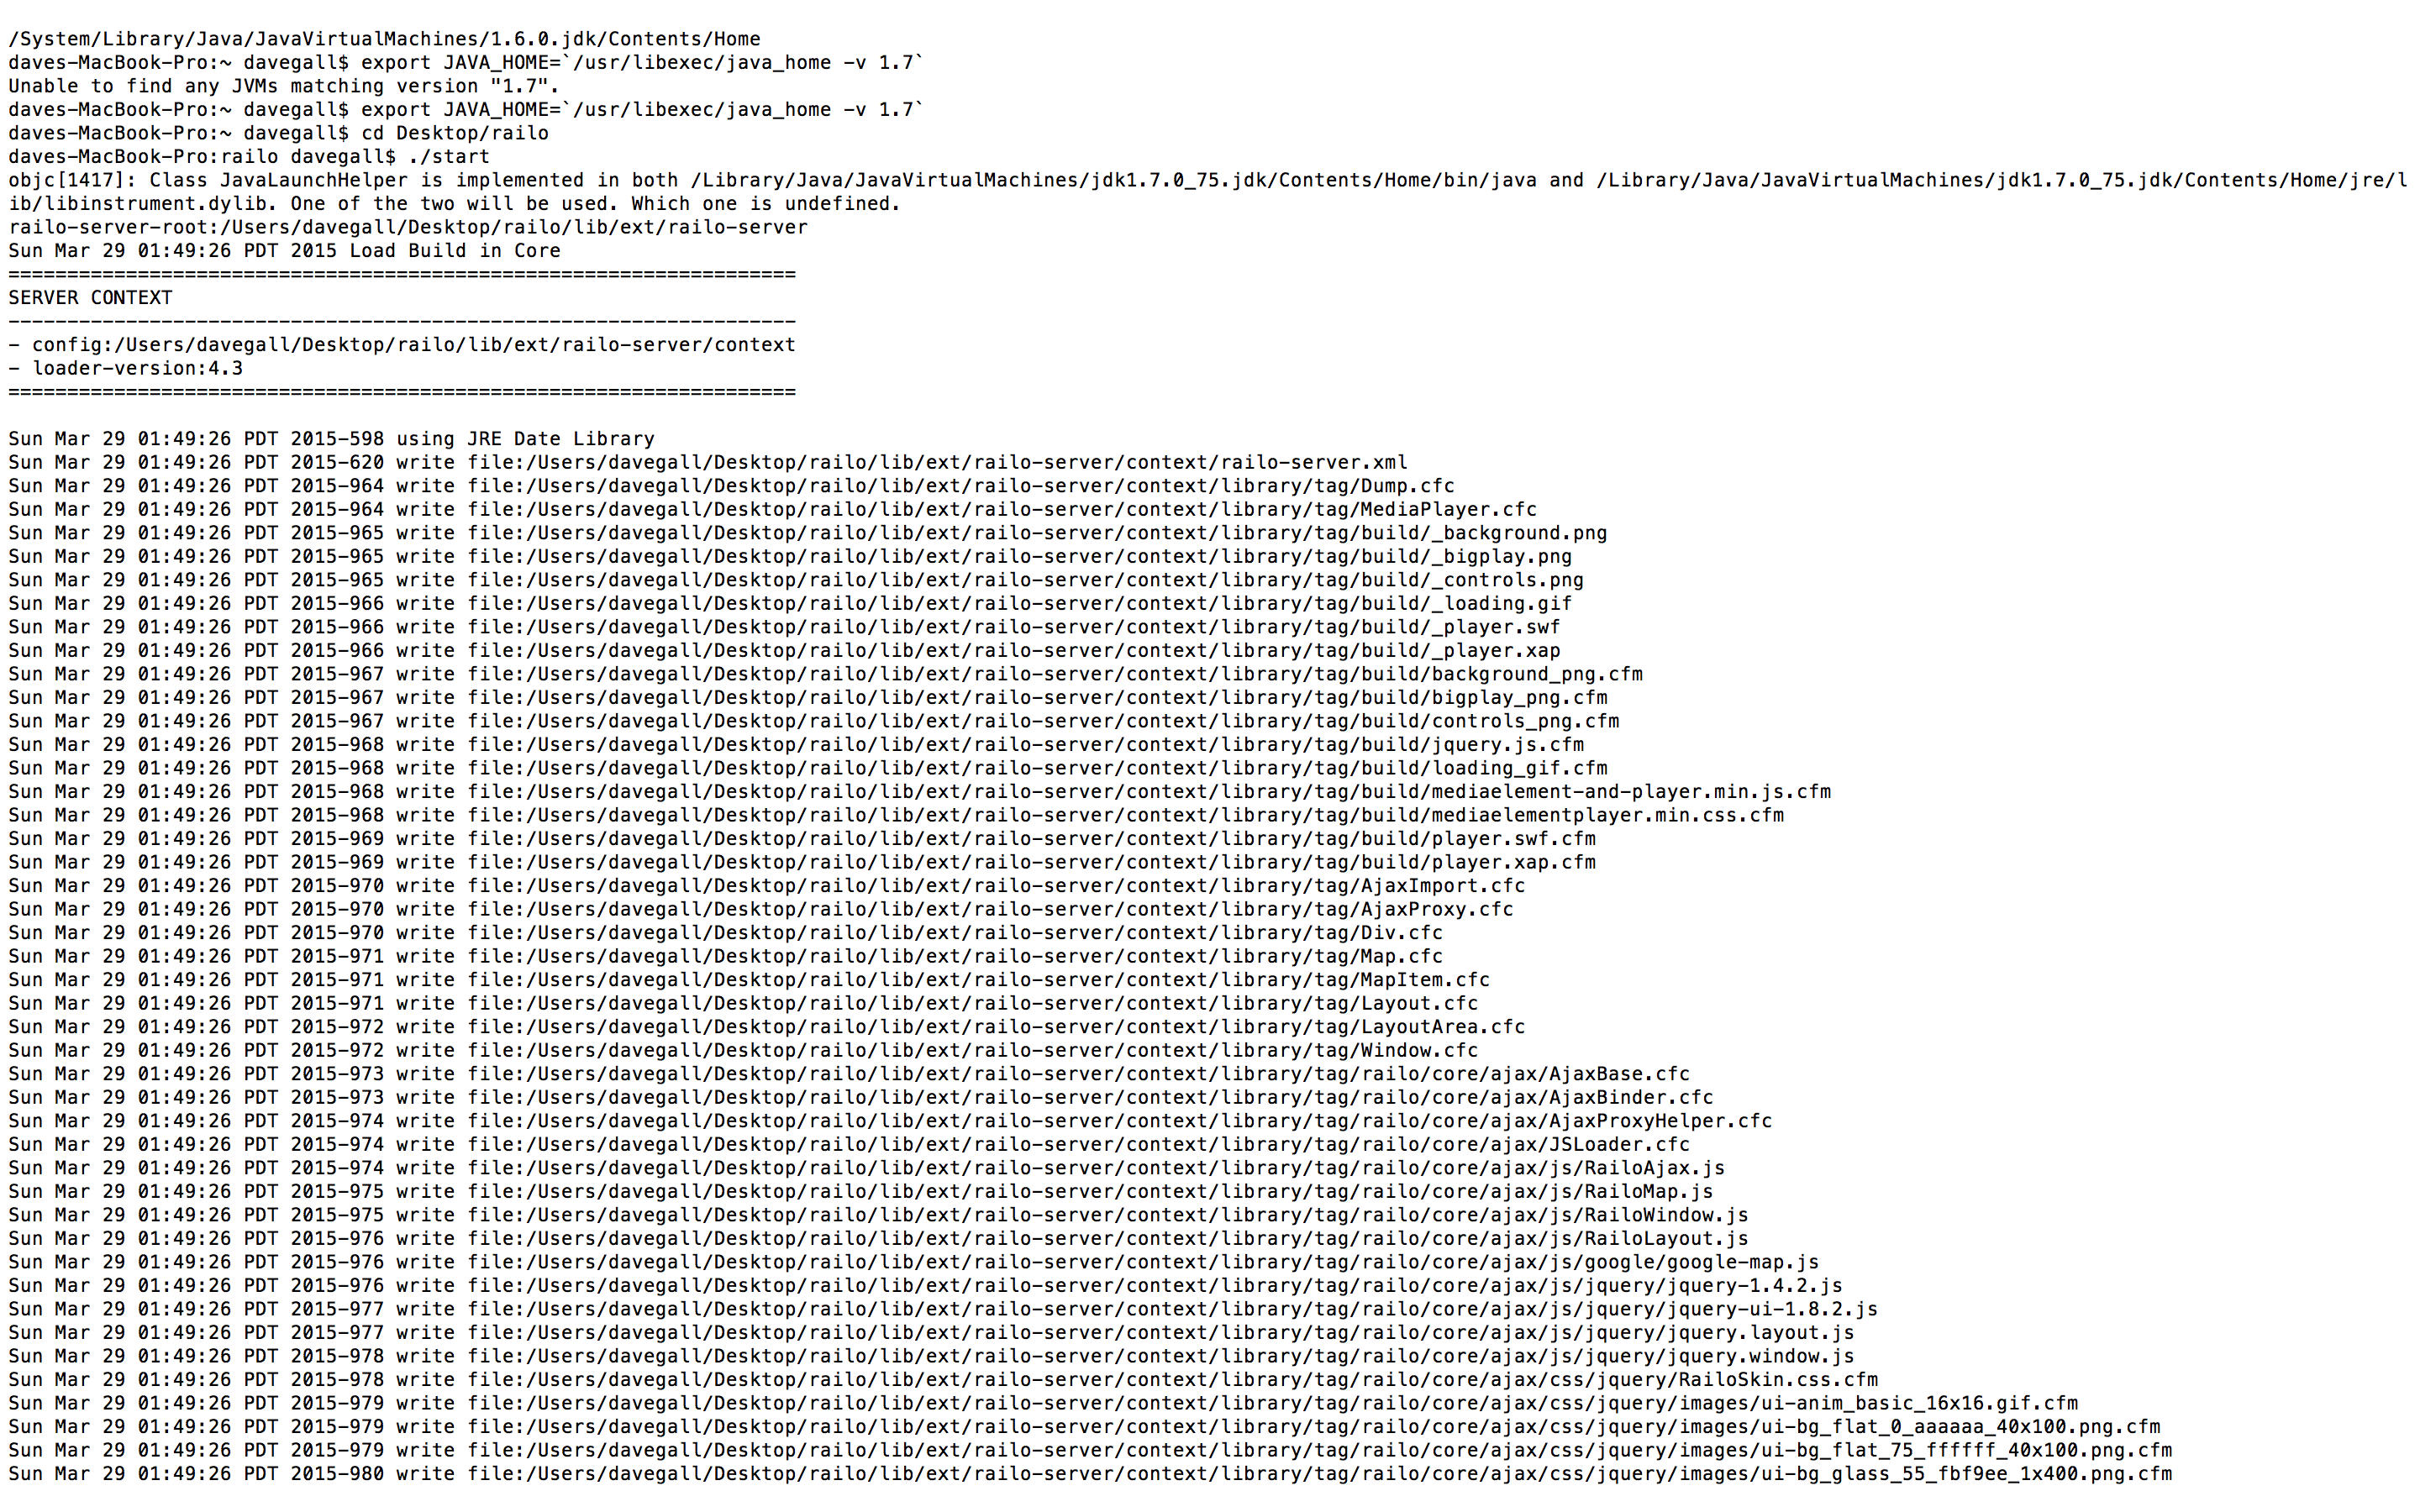 /System/Library/Java/JavaVirtualMachines/1.6.0.jdk/Contents/Home
daves-MacBook-Pro:~ davegall$ export JAVA_HOME=`/usr/libexec/java_home -v 1.7`
Unable to find any JVMs matching version "1.7".
daves-MacBook-Pro:~ davegall$ export JAVA_HOME=`/usr/libexec/java_home -v 1.7`
daves-MacBook-Pro:~ davegall$ cd Desktop/railo
daves-MacBook-Pro:railo davegall$ ./start
objc[1417]: Class JavaLaunchHelper is implemented in both /Library/Java/JavaVirtualMachines/jdk1.7.0_75.jdk/Contents/Home/bin/java and /Library/Java/JavaVirtualMachines/jdk1.7.0_75.jdk/Contents/Home/jre/l
ib/libinstrument.dylib. One of the two will be used. Which one is undefined.
railo-server-root:/Users/davegall/Desktop/railo/lib/ext/railo-server
Sun Mar 29 01:49:26 PDT 2015 Load Build in Core
===================================================================
SERVER CONTEXT
-------------------------------------------------------------------
- config:/Users/davegall/Desktop/railo/lib/ext/railo-server/context
- loader-version:4.3
===================================================================
Sun Mar 29 01:49:26 PDT 2015-598 using JRE Date Library
Sun Mar 29 01:49:26 PDT 2015-620 write file:/Users/davegall/Desktop/railo/lib/ext/railo-server/context/railo-server.xml
Sun Mar 29 01:49:26 PDT 2015-964 write file:/Users/davegall/Desktop/railo/lib/ext/railo-server/context/library/tag/Dump.cfc
Sun Mar 29 01:49:26 PDT 2015-964 write file:/Users/davegall/Desktop/railo/lib/ext/railo-server/context/library/tag/MediaPlayer.cfc
Sun Mar 29 01:49:26 PDT 2015-965 write file:/Users/davegall/Desktop/railo/lib/ext/railo-server/context/library/tag/build/_background.png
Sun Mar 29 01:49:26 PDT 2015-965 write file:/Users/davegall/Desktop/railo/lib/ext/railo-server/context/library/tag/build/_bigplay.png
Sun Mar 29 01:49:26 PDT 2015-965 write file:/Users/davegall/Desktop/railo/lib/ext/railo-server/context/library/tag/build/_controls.png
Sun Mar 29 01:49:26 PDT 2015-966 write file:/Users/davegall/Desktop/railo/lib/ext/railo-server/context/library/tag/build/_loading.gif
Sun Mar 29 01:49:26 PDT 2015-966 write file:/Users/davegall/Desktop/railo/lib/ext/railo-server/context/library/tag/build/_player.swf
Sun Mar 29 01:49:26 PDT 2015-966 write file:/Users/davegall/Desktop/railo/lib/ext/railo-server/context/library/tag/build/_player.xap
Sun Mar 29 01:49:26 PDT 2015-967 write file:/Users/davegall/Desktop/railo/lib/ext/railo-server/context/library/tag/build/background_png.cfm
Sun Mar 29 01:49:26 PDT 2015-967 write file:/Users/davegall/Desktop/railo/lib/ext/railo-server/context/library/tag/build/bigplay_png.cfm
Sun Mar 29 01:49:26 PDT 2015-967 write file:/Users/davegall/Desktop/railo/lib/ext/railo-server/context/library/tag/build/controls_png.cfm
Sun Mar 29 01:49:26 PDT 2015-968 write file:/Users/davegall/Desktop/railo/lib/ext/railo-server/context/library/tag/build/jquery.js.cfm
Sun Mar 29 01:49:26 PDT 2015-968 write file:/Users/davegall/Desktop/railo/lib/ext/railo-server/context/library/tag/build/loading_gif.cfm
Sun Mar 29 01:49:26 PDT 2015-968 write file:/Users/davegall/Desktop/railo/lib/ext/railo-server/context/library/tag/build/mediaelement-and-player.min.js.cfm
Sun Mar 29 01:49:26 PDT 2015-968 write file:/Users/davegall/Desktop/railo/lib/ext/railo-server/context/library/tag/build/mediaelementplayer.min.css.cfm
Sun Mar 29 01:49:26 PDT 2015-969 write file:/Users/davegall/Desktop/railo/lib/ext/railo-server/context/library/tag/build/player.swf.cfm
Sun Mar 29 01:49:26 PDT 2015-969 write file:/Users/davegall/Desktop/railo/lib/ext/railo-server/context/library/tag/build/player.xap.cfm
Sun Mar 29 01:49:26 PDT 2015-970 write file:/Users/davegall/Desktop/railo/lib/ext/railo-server/context/library/tag/AjaxImport.cfc
Sun Mar 29 01:49:26 PDT 2015-970 write file:/Users/davegall/Desktop/railo/lib/ext/railo-server/context/library/tag/AjaxProxy.cfc
Sun Mar 29 01:49:26 PDT 2015-970 write file:/Users/davegall/Desktop/railo/lib/ext/railo-server/context/library/tag/Div.cfc
Sun Mar 29 01:49:26 PDT 2015-971 write file:/Users/davegall/Desktop/railo/lib/ext/railo-server/context/library/tag/Map.cfc
Sun Mar 29 01:49:26 PDT 2015-971 write file:/Users/davegall/Desktop/railo/lib/ext/railo-server/context/library/tag/MapItem.cfc
Sun Mar 29 01:49:26 PDT 2015-971 write file:/Users/davegall/Desktop/railo/lib/ext/railo-server/context/library/tag/Layout.cfc
Sun Mar 29 01:49:26 PDT 2015-972 write file:/Users/davegall/Desktop/railo/lib/ext/railo-server/context/library/tag/LayoutArea.cfc
Sun Mar 29 01:49:26 PDT 2015-972 write file:/Users/davegall/Desktop/railo/lib/ext/railo-server/context/library/tag/Window.cfc
Sun Mar 29 01:49:26 PDT 2015-973 write file:/Users/davegall/Desktop/railo/lib/ext/railo-server/context/library/tag/railo/core/ajax/AjaxBase.cfc
Sun Mar 29 01:49:26 PDT 2015-973 write file:/Users/davegall/Desktop/railo/lib/ext/railo-server/context/library/tag/railo/core/ajax/AjaxBinder.cfc
Sun Mar 29 01:49:26 PDT 2015-974 write file:/Users/davegall/Desktop/railo/lib/ext/railo-server/context/library/tag/railo/core/ajax/AjaxProxyHelper.cfc
Sun Mar 29 01:49:26 PDT 2015-974 write file:/Users/davegall/Desktop/railo/lib/ext/railo-server/context/library/tag/railo/core/ajax/JSLoader.cfc
Sun Mar 29 01:49:26 PDT 2015-974 write file:/Users/davegall/Desktop/railo/lib/ext/railo-server/context/library/tag/railo/core/ajax/js/RailoAjax.js
Sun Mar 29 01:49:26 PDT 2015-975 write file:/Users/davegall/Desktop/railo/lib/ext/railo-server/context/library/tag/railo/core/ajax/js/RailoMap.js
Sun Mar 29 01:49:26 PDT 2015-975 write file:/Users/davegall/Desktop/railo/lib/ext/railo-server/context/library/tag/railo/core/ajax/js/RailoWindow.js
Sun Mar 29 01:49:26 PDT 2015-976 write file:/Users/davegall/Desktop/railo/lib/ext/railo-server/context/library/tag/railo/core/ajax/js/RailoLayout.js
Sun Mar 29 01:49:26 PDT 2015-976 write file:/Users/davegall/Desktop/railo/lib/ext/railo-server/context/library/tag/railo/core/ajax/js/google/google-map.js
Sun Mar 29 01:49:26 PDT 2015-976 write file:/Users/davegall/Desktop/railo/lib/ext/railo-server/context/library/tag/railo/core/ajax/js/jquery/jquery-1.4.2.js
Sun Mar 29 01:49:26 PDT 2015-977 write file:/Users/davegall/Desktop/railo/lib/ext/railo-server/context/library/tag/railo/core/ajax/js/jquery/jquery-ui-1.8.2.js
Sun Mar 29 01:49:26 PDT 2015-977 write file:/Users/davegall/Desktop/railo/lib/ext/railo-server/context/library/tag/railo/core/ajax/js/jquery/jquery.layout.js
Sun Mar 29 01:49:26 PDT 2015-978 write file:/Users/davegall/Desktop/railo/lib/ext/railo-server/context/library/tag/railo/core/ajax/js/jquery/jquery.window.js
Sun Mar 29 01:49:26 PDT 2015-978 write file:/Users/davegall/Desktop/railo/lib/ext/railo-server/context/library/tag/railo/core/ajax/css/jquery/RailoSkin.css.cfm
Sun Mar 29 01:49:26 PDT 2015-979 write file:/Users/davegall/Desktop/railo/lib/ext/railo-server/context/library/tag/railo/core/ajax/css/jquery/images/ui-anim_basic_16x16.gif.cfm
Sun Mar 29 01:49:26 PDT 2015-979 write file:/Users/davegall/Desktop/railo/lib/ext/railo-server/context/library/tag/railo/core/ajax/css/jquery/images/ui-bg_flat_0_aaaaaa_40x100.png.cfm
Sun Mar 29 01:49:26 PDT 2015-979 write file:/Users/davegall/Desktop/railo/lib/ext/railo-server/context/library/tag/railo/core/ajax/css/jquery/images/ui-bg_flat_75_ffffff_40x100.png.cfm
Sun Mar 29 01:49:26 PDT 2015-980 write file:/Users/davegall/Desktop/railo/lib/ext/railo-server/context/library/tag/railo/core/ajax/css/jquery/images/ui-bg_glass_55_fbf9ee_1x400.png.cfm